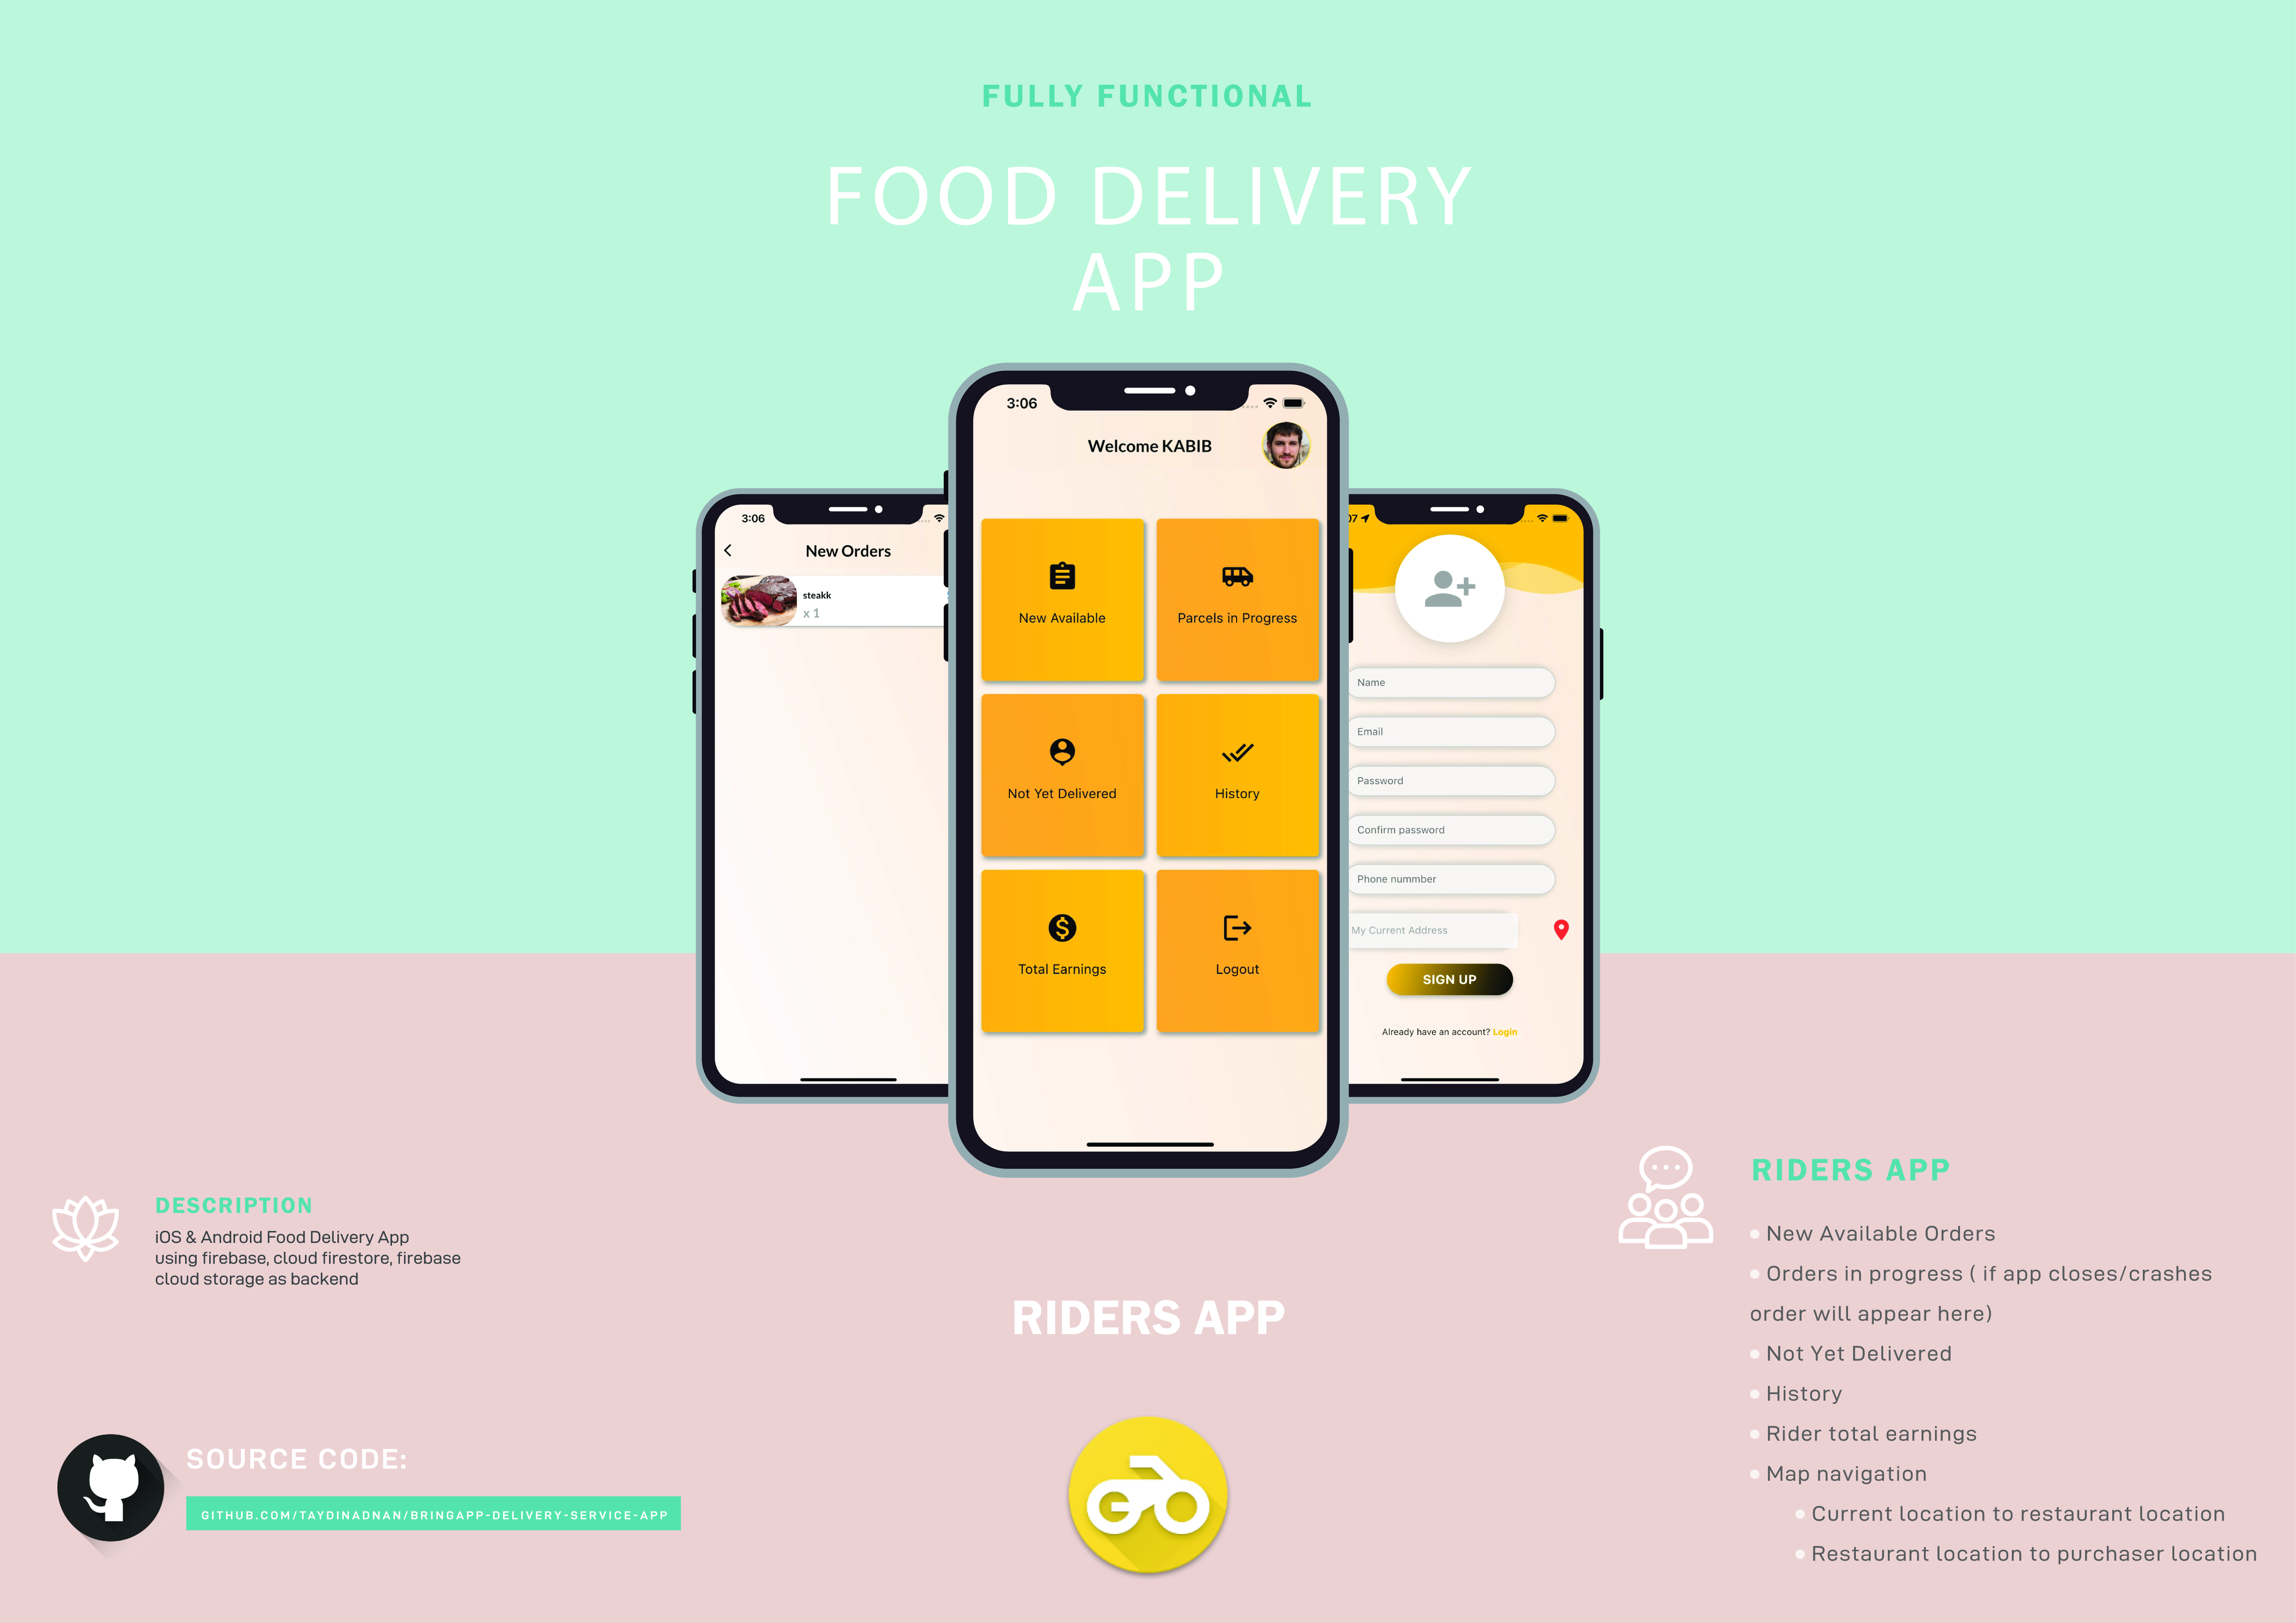 FULLY FUNCTIONAL
FOOD DELIVERY
APP
3:06
New Orders
steakk
x 1
3:06
Welcome KABIB
New Available
Parcels in Progress
Not Yet Delivered
History
Total Earnings
Logout
07
Name
Email
Password
Confirm password
Phone nummber
My Current Address
SIGN UP
Already have an account? Login
DESCRIPTION
iOS & Android Food Delivery App
using firebase, cloud firestore, firebase
cloud storage as backend
SOURCE CODE:
GITHUB.COM/TAYDINADNAN/BRINGAPP-DELIVERY-SERVICE-APP
RIDERS APP
RIDERS APP
• New Available Orders
• Orders in progress ( if app closes/crashes
order will appear here)
• Not Yet Delivered
• History
• Rider total earnings
• Map navigation
• Current location to restaurant location
• Restaurant location to purchaser location